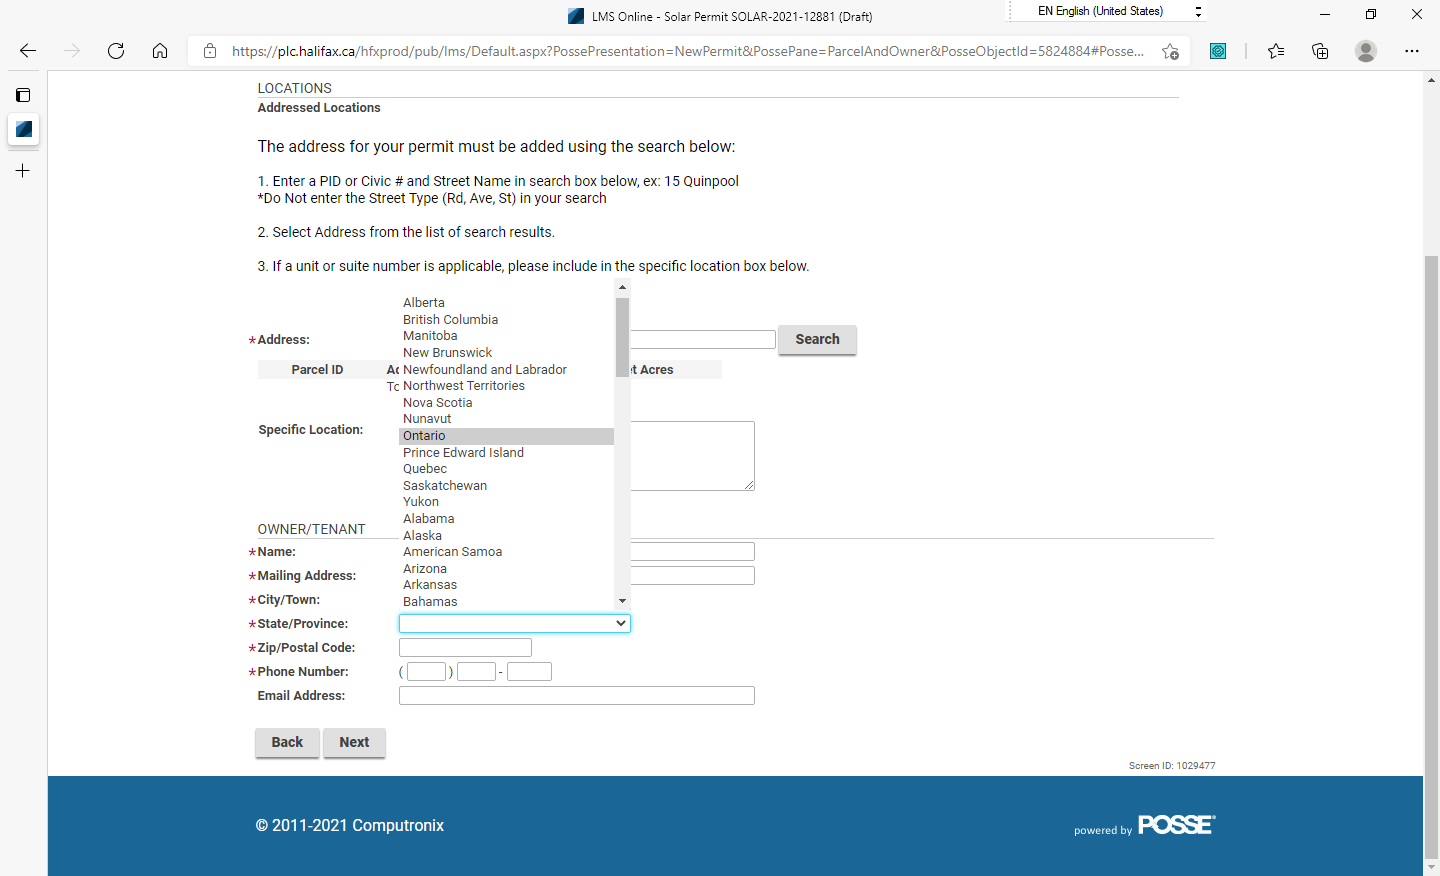 LMS Online - Solar Permit SOLAR-2021-12881 (Draft)
EN English (United States)
https://plc.halifax.ca/hfxprod/pub/lms/Default.aspx?PossePresentation=NewPermit&PossePane=ParcelAndOwner&PosseObjectId=5824884#Posse...
LOCATIONS
Addressed Locations
The address for your permit must be added using the search below:
1. Enter a PID or Civic # and Street Name in search box below, ex: 15 Quinpool
*Do Not enter the Street Type (Rd, Ave, St) in your search
2. Select Address from the list of search results.
3. If a unit or suite number is applicable, please include in the specific location box below.
*Address:
Search
Parcel ID
t Acres
Specific Location:
Alberta
British Columbia
Manitoba
New Brunswick
Newfoundland and Labrador
Northwest Territories
Nova Scotia
Nunavut
Ontario
Prince Edward Island
Quebec
Saskatchewan
Yukon
Alabama
Alaska
American Samoa
Arizona
Arkansas
Bahamas
OWNER/TENANT
*Name:
*Mailing Address:
*City/Town:
*State/Province:
*Zip/Postal Code:
*Phone Number: ( ) -
Email Address:
Back Next
Screen ID: 1029477
© 2011-2021 Computronix
powered by POSSE